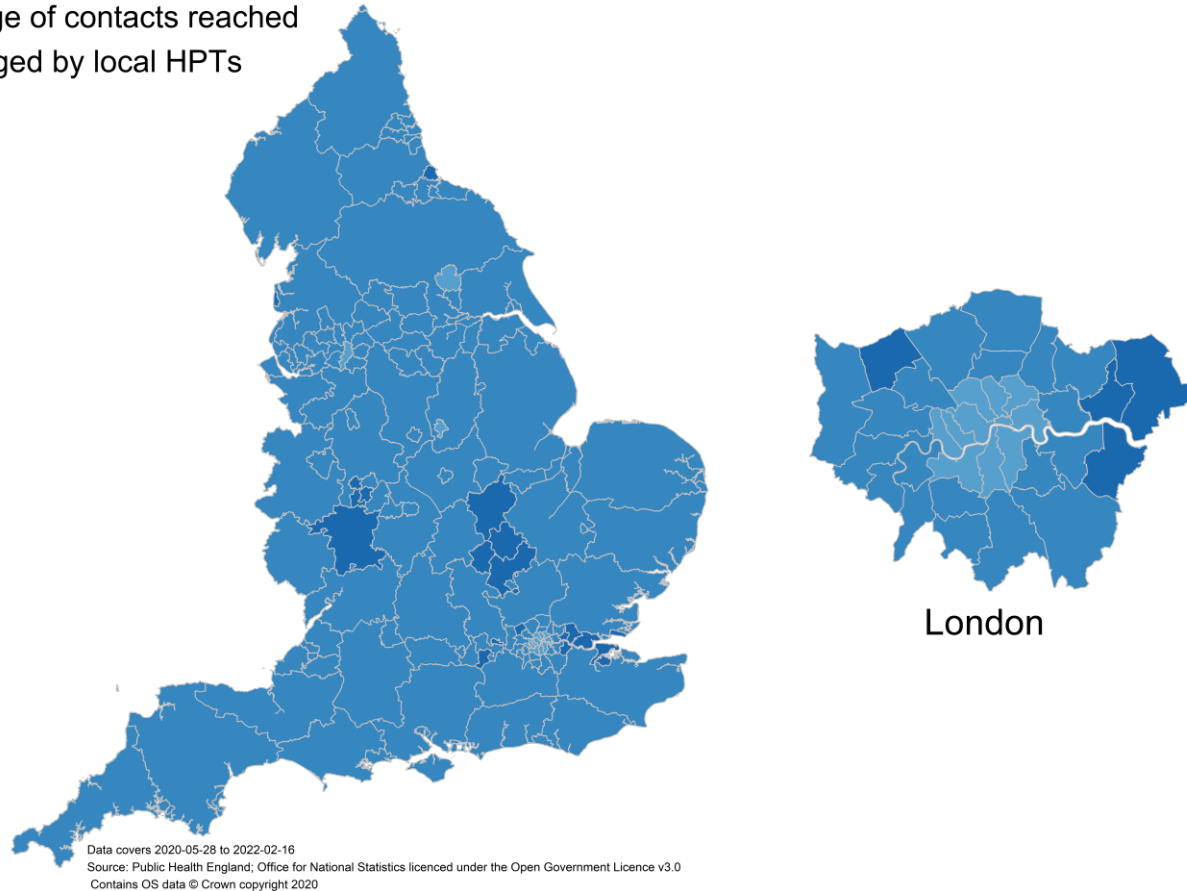 ge of contacts reached
ged by local HPTs
London
Data covers 2020-05-28 to 2022-02-16
Source: Public Health England; Office for National Statistics licenced under the Open Government Licence v3.0
Contains OS data © Crown copyright 2020